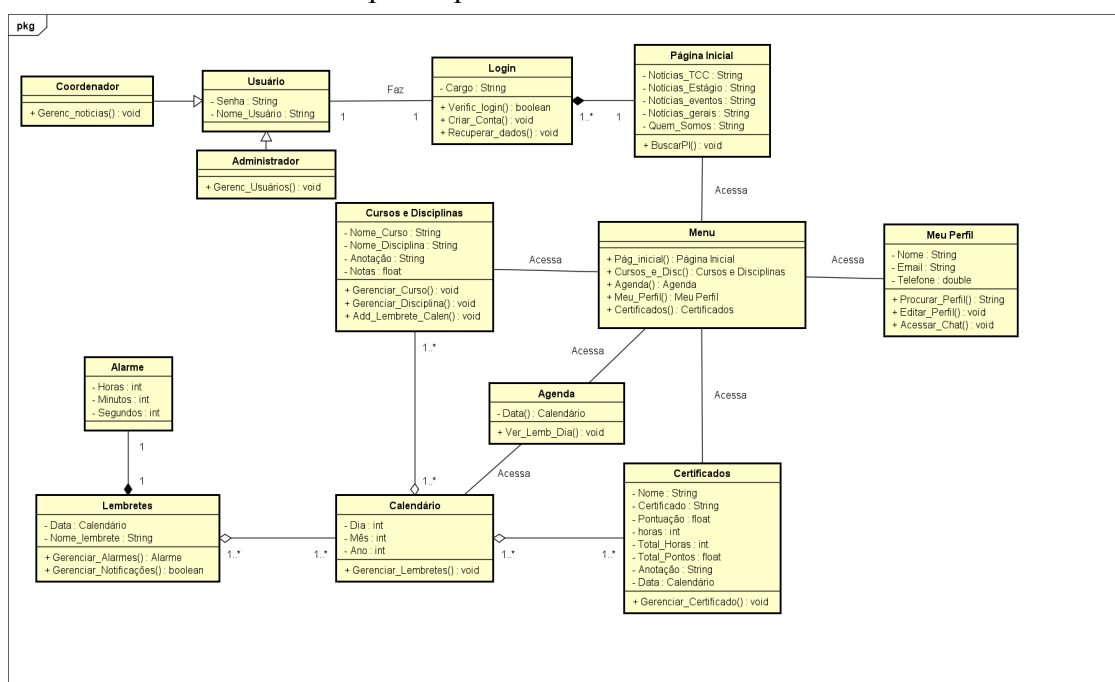 pkg
Coordenador
+ Gerenc_noticias() : void
Usuário
- Senha : String
- Nome_Usuário : String
Faz
1
1
Login
- Cargo : String
+ Verific_login() : boolean
+ Criar_Conta() : void
+ Recuperar_dados() : void
1..*
1
Página Inicial
- Notícias_TCC : String
- Notícias_Estágio : String
- Notícias_eventos : String
- Notícias_gerais : String
- Quem_Somos : String
+ BuscarPI() : void
Administrador
+ Gerenc_Usuários() : void
Acessa
Cursos e Disciplinas
- Nome_Curso : String
- Nome_Disciplina : String
- Anotação : String
- Notas : float
+ Gerenciar_Curso() : void
+ Gerenciar_Disciplina() : void
+ Add_Lembrete_Calen() : void
Acessa
Menu
+ Pág_inicial() : Página Inicial
+ Cursos_e_Disc() : Cursos e Disciplinas
+ Agenda() : Agenda
+ Meu_Perfil() : Meu Perfil
+ Certificados() : Certificados
Acessa
Meu Perfil
- Nome : String
- Email : String
- Telefone : double
+ Procurar_Perfil() : String
+ Editar_Perfil() : void
+ Acessar_Chat() : void
1..*
Acessa
Alarme
- Horas : int
- Minutos : int
- Segundos : int
Agenda
- Data() : Calendário
+ Ver_Lemb_Dia() : void
Acessa
1
1
Acessa
1..*
Lembretes
- Data : Calendário
- Nome_lembrete : String
+ Gerenciar_Alarmes() : Alarme
+ Gerenciar_Notificações() : boolean
1..*
1..*
Calendário
- Dia : int
- Mês : int
- Ano : int
+ Gerenciar_Lembretes() : void
1..*
1..*
Certificados
- Nome : String
- Certificado : String
- Pontuação : float
- horas : int
- Total_Horas : int
- Total_Pontos : float
- Anotação : String
- Data : Calendário
+ Gerenciar_Certificado() : void